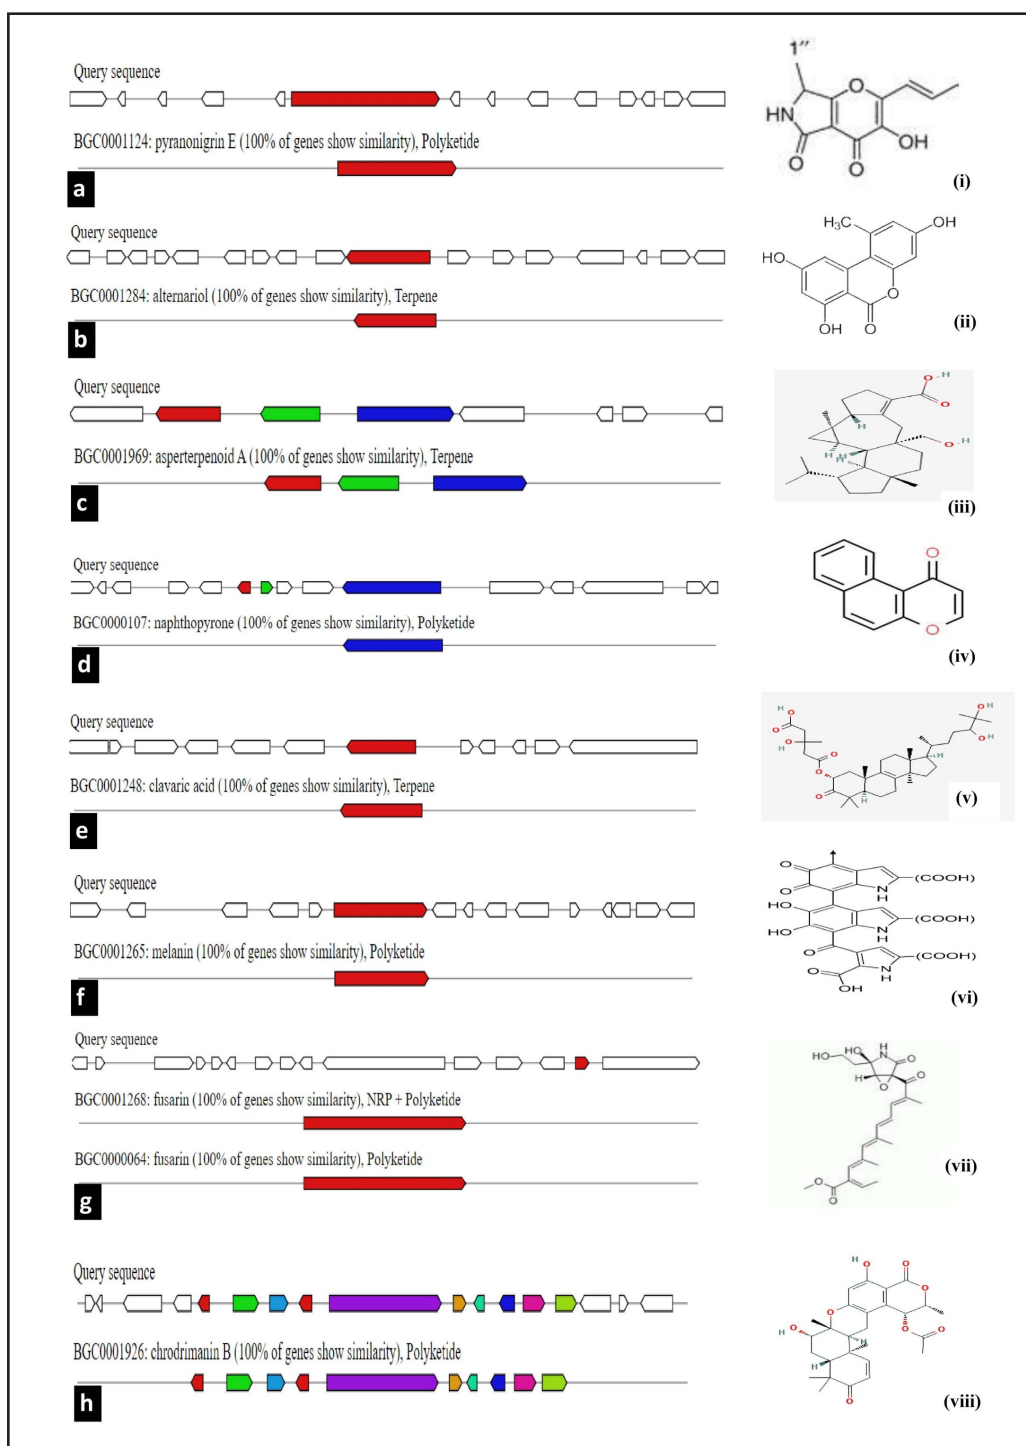 Query sequence
BGC0001124: pyranonigrin E (100% of genes show similarity), Polyketide
a
1''
O
HN
O
O
OH
(i)
Query sequence
BGC0001284: alternariol (100% of genes show similarity), Terpene
b
H3C
OH
HO
O
OH
O
(ii)
Query sequence
BGC0001969: asperterpenoid A (100% of genes show similarity), Terpene
c
O H
O
H
O H
H H
H
(iii)
Query sequence
BGC0000107: naphthopyrone (100% of genes show similarity), Polyketide
d
O
O
(iv)
Query sequence
BGC0001248: clavaric acid (100% of genes show similarity), Terpene
e
H O
O
H O
O
O
O
H
H
O H
O H
(v)
Query sequence
BGC0001265: melanin (100% of genes show similarity), Polyketide
f
O
O
NH
(COOH)
HO
HO
NH
(COOH)
O
O
NH
(COOH)
OH
(vi)
Query sequence
BGC0001268: fusarin (100% of genes show similarity), NRP + Polyketide
BGC0000064: fusarin (100% of genes show similarity), Polyketide
g
HO
HO
H
N
O
H
O
O
O
O
(vii)
Query sequence
BGC0001926: chrodrimanin B (100% of genes show similarity), Polyketide
h
H O
O
O
O
O
O
H O
H
H
O
(viii)